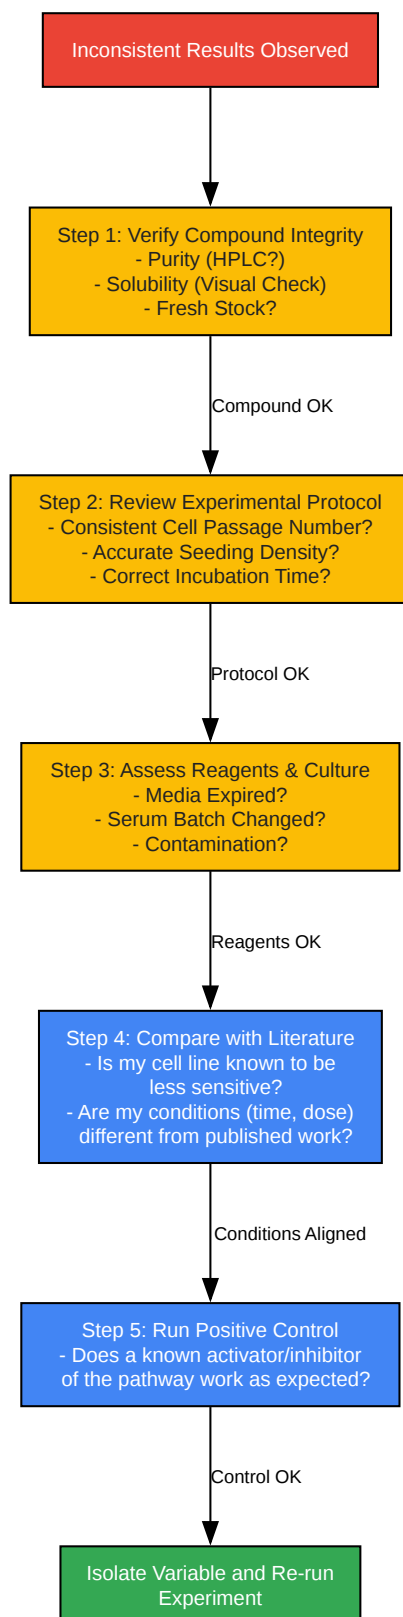 Inconsistent Results Observed
Step 1: Verify Compound Integrity
- Purity (HPLC?)
- Solubility (Visual Check)
- Fresh Stock?
Compound OK
Step 2: Review Experimental Protocol
- Consistent Cell Passage Number?
- Accurate Seeding Density?
- Correct Incubation Time?
Protocol OK
Step 3: Assess Reagents & Culture
- Media Expired?
- Serum Batch Changed?
- Contamination?
Reagents OK
Step 4: Compare with Literature
- Is my cell line known to be
less sensitive?
- Are my conditions (time, dose)
different from published work?
Conditions Aligned
Step 5: Run Positive Control
- Does a known activator/inhibitor
of the pathway work as expected?
Control OK
Isolate Variable and Re-run
Experiment